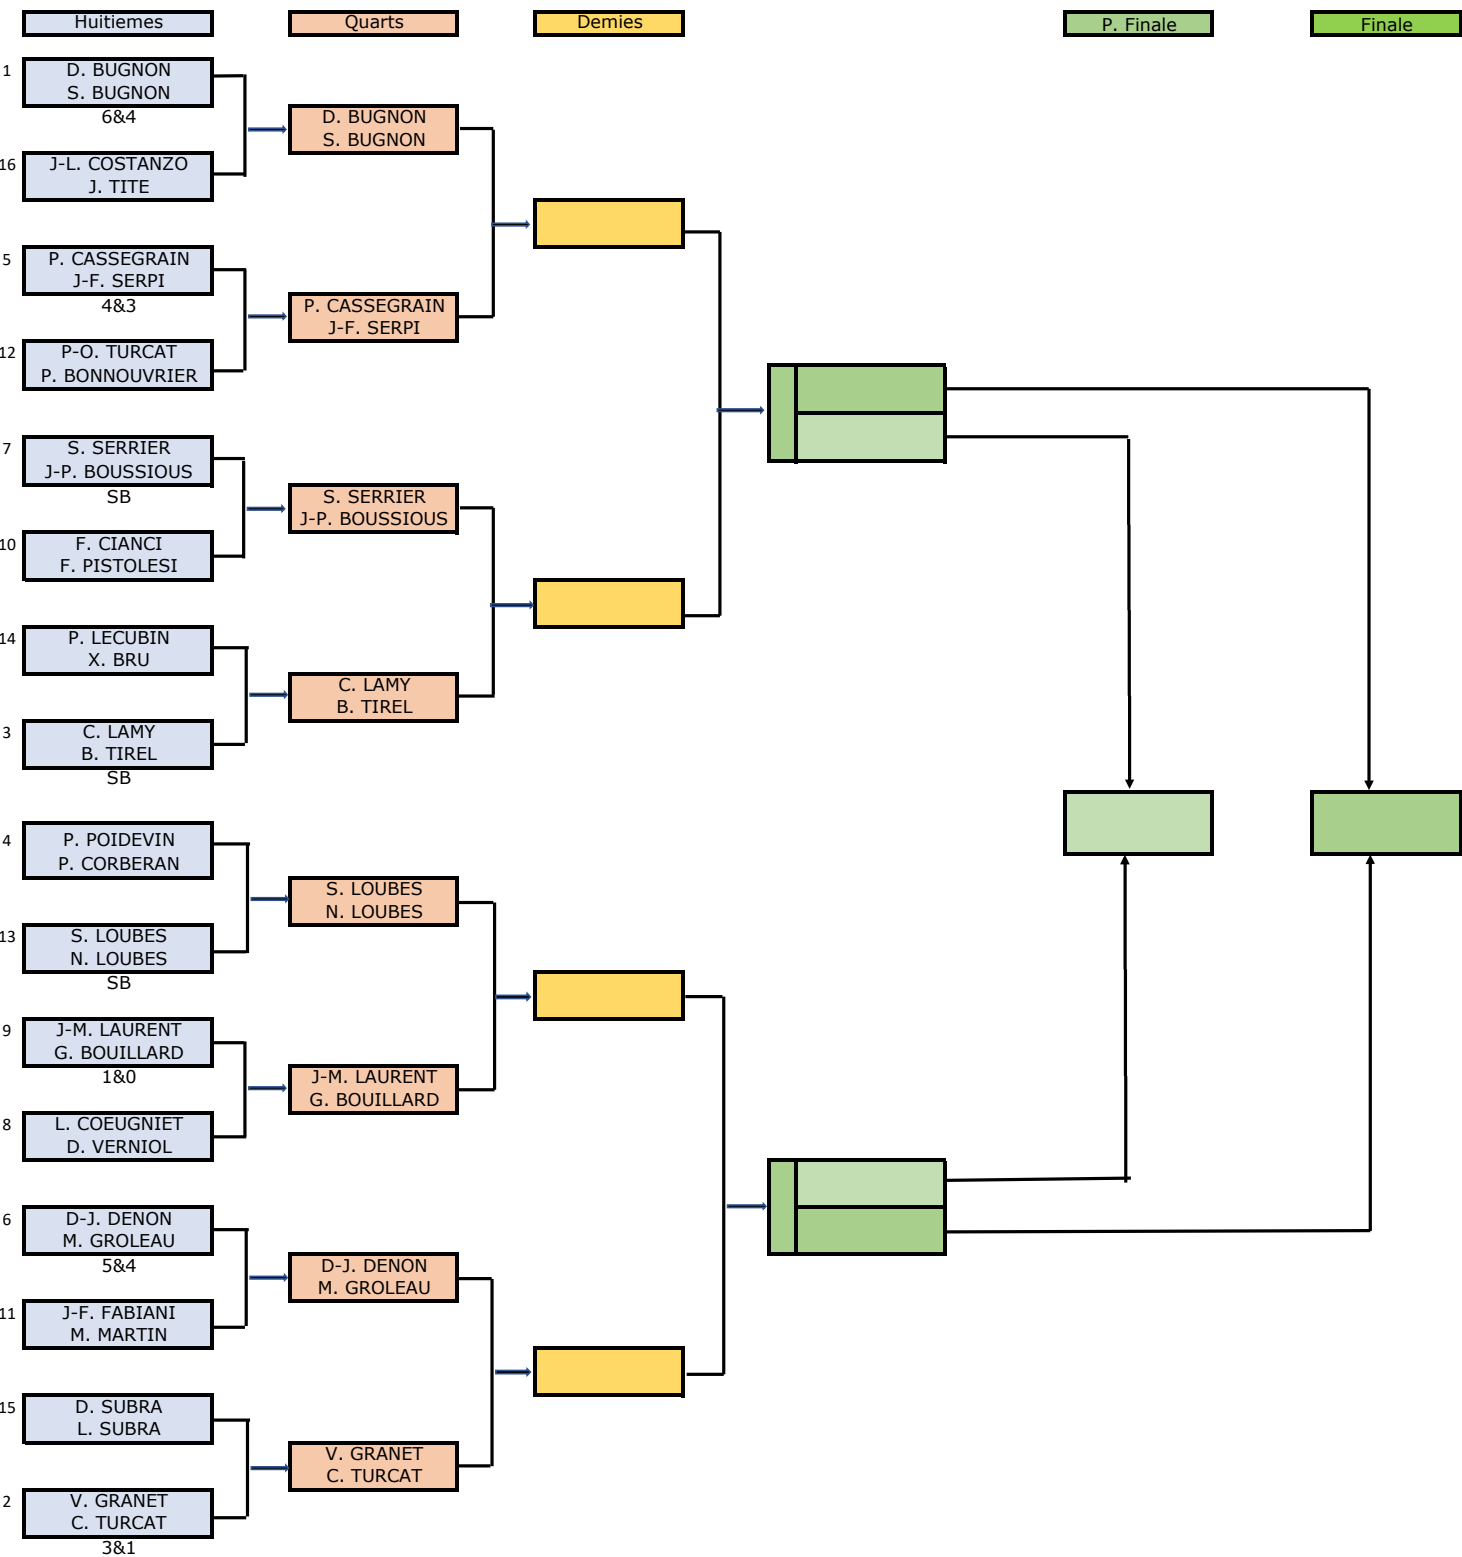 Huitiemes
Quarts
Demies
P. Finale
Finale
1
D. BUGNON
S. BUGNON
6&4
16
J-L. COSTANZO
J. TITE
D. BUGNON
S. BUGNON
5
P. CASSEGRAIN
J-F. SERPI
4&3
12
P-O. TURCAT
P. BONNOUVRIER
P. CASSEGRAIN
J-F. SERPI
7
S. SERRIER
J-P. BOUSSIOUS
SB
10
F. CIANCI
F. PISTOLESI
S. SERRIER
J-P. BOUSSIOUS
14
P. LECUBIN
X. BRU
3
C. LAMY
B. TIREL
SB
C. LAMY
B. TIREL
4
P. POIDEVIN
P. CORBERAN
13
S. LOUBES
N. LOUBES
SB
S. LOUBES
N. LOUBES
9
J-M. LAURENT
G. BOUILLARD
1&0
8
L. COEUGNIET
D. VERNIOL
J-M. LAURENT
G. BOUILLARD
6
D-J. DENON
M. GROLEAU
5&4
11
J-F. FABIANI
M. MARTIN
D-J. DENON
M. GROLEAU
15
D. SUBRA
L. SUBRA
2
V. GRANET
C. TURCAT
3&1
V. GRANET
C. TURCAT